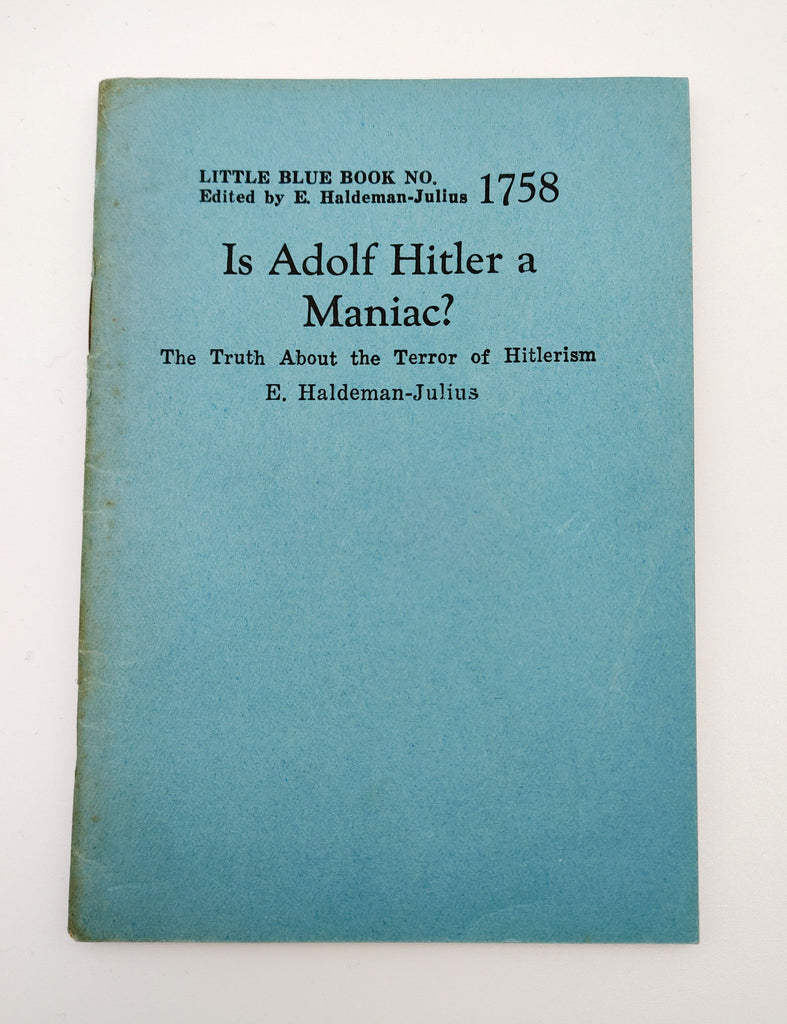 LITTLE BLUE BOOK NO. 1758
Edited by E. Haldeman-Julius
Is Adolf Hitler a
Maniac?
The Truth About the Terror of Hitlerism
E. Haldeman-Julius